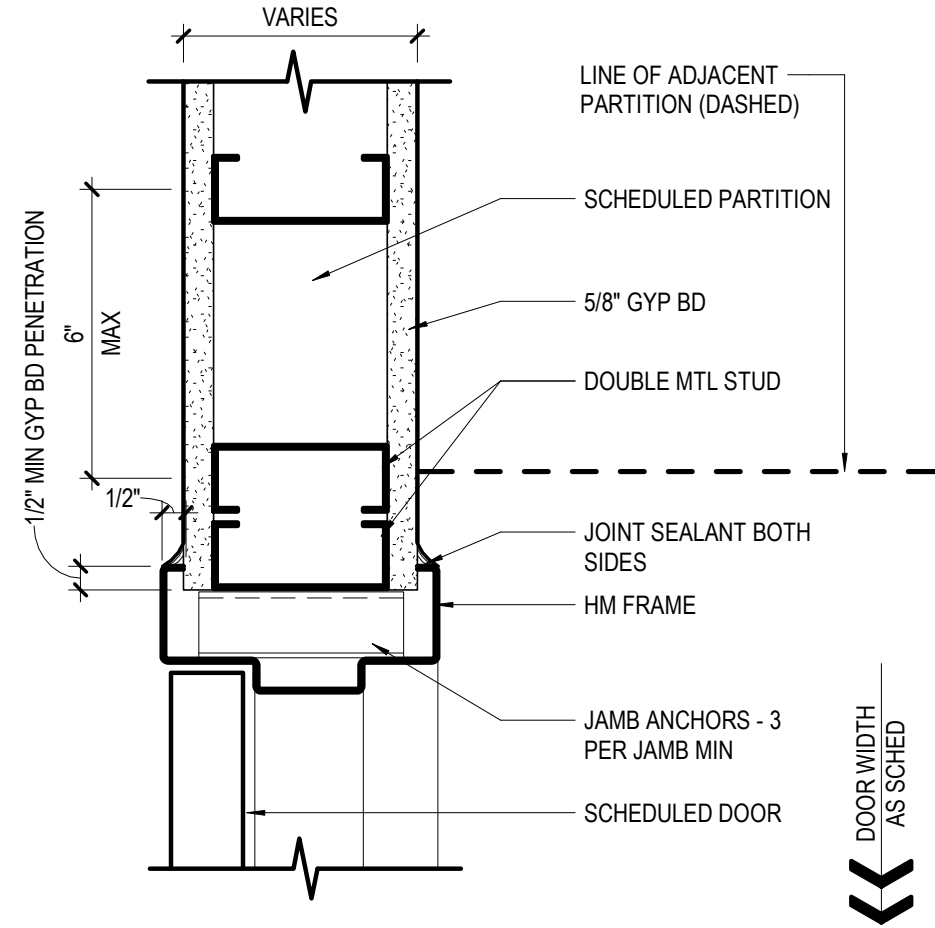 VARIES
LINE OF ADJACENT
PARTITION (DASHED)
SCHEDULED PARTITION
1/2" MIN GYP BD PENETRATION
6"
MAX
5/8" GYP BD
DOUBLE MTL STUD
1/2"
JOINT SEALANT BOTH
SIDES
HM FRAME
JAMB ANCHORS - 3
PER JAMB MIN
SCHEDULED DOOR
DOOR WIDTH
AS SCHED